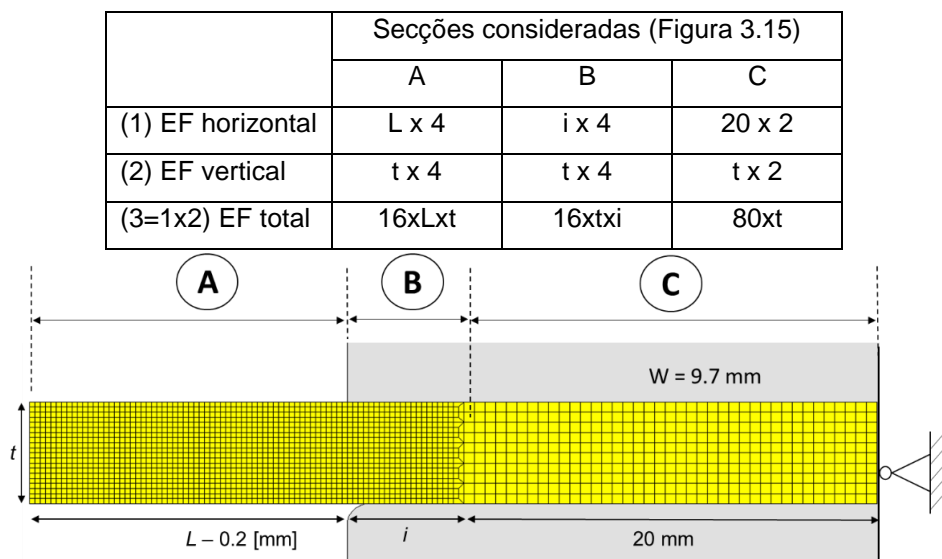 Secções consideradas (Figura 3.15)
A B C
(1) EF horizontal L x 4 i x 4 20 x 2
(2) EF vertical t x 4 t x 4 t x 2
(3=1x2) EF total 16xLxt 16xtxi 80xt
A B C
W = 9.7 mm
t
L – 0.2 [mm] i 20 mm